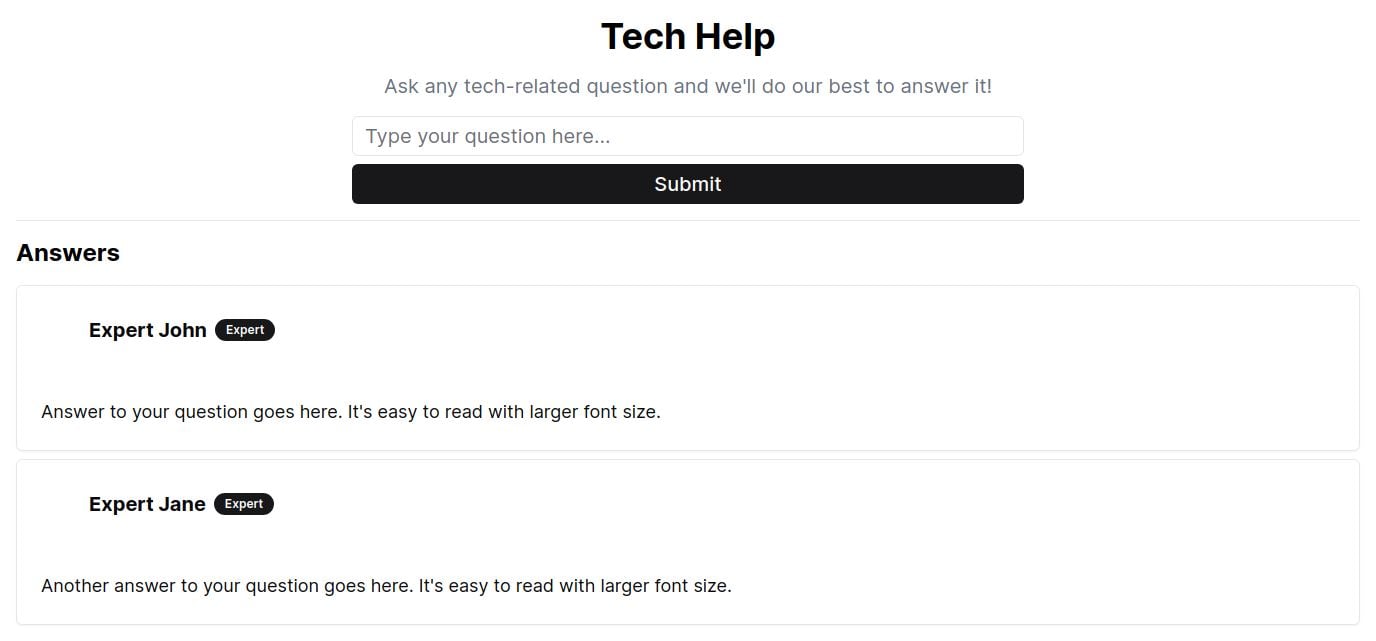 Tech Help
Ask any tech-related question and we'll do our best to answer it!
Type your question here...
Submit
Answers
Expert John Expert
Answer to your question goes here. It's easy to read with larger font size.
Expert Jane Expert
Another answer to your question goes here. It's easy to read with larger font size.